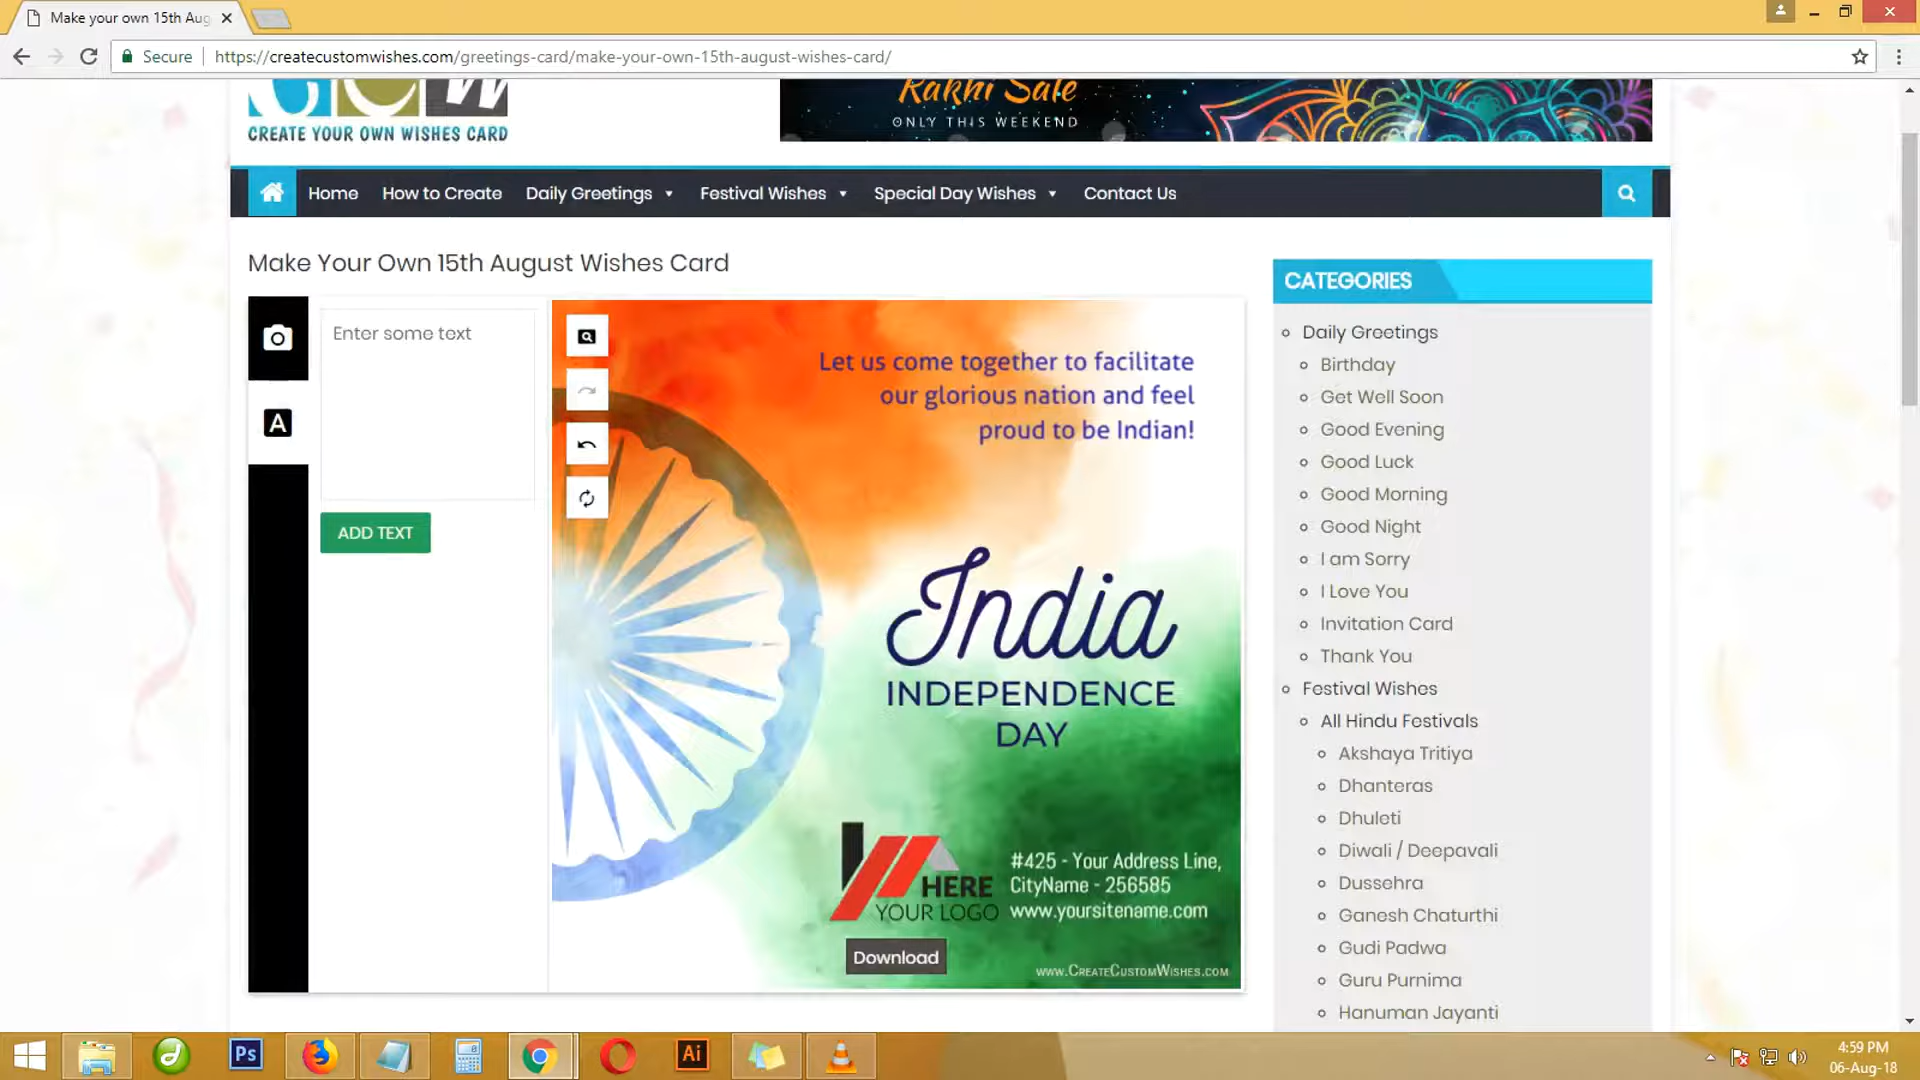 Make your own 15th Aug
Secure
https://createcustomwishes.com/greetings-card/make-your-own-15th-august-wishes-card/
CREATE YOUR OWN WISHES CARD
Rakhi Sale
ONLY THIS WEEKEND
Home
How to Create
Daily Greetings
Festival Wishes
Special Day Wishes
Contact Us
Make Your Own 15th August Wishes Card
Enter some text
ADD TEXT
A
Let us come together to facilitate
our glorious nation and feel
proud to be Indian!
India
INDEPENDENCE
DAY
HERE
YOUR LOGO
#425 - Your Address Line,
CityName - 256585
www.yoursitename.com
Download
www.CreateCustomWishes.com
CATEGORIES
Daily Greetings
Birthday
Get Well Soon
Good Evening
Good Luck
Good Morning
Good Night
I am Sorry
I Love You
Invitation Card
Thank You
Festival Wishes
All Hindu Festivals
Akshaya Tritiya
Dhanteras
Dhuleti
Diwali / Deepavali
Dussehra
Ganesh Chaturthi
Gudi Padwa
Guru Purnima
Hanuman Jayanti
Ps
Ai
4:59 PM
06-Aug-18